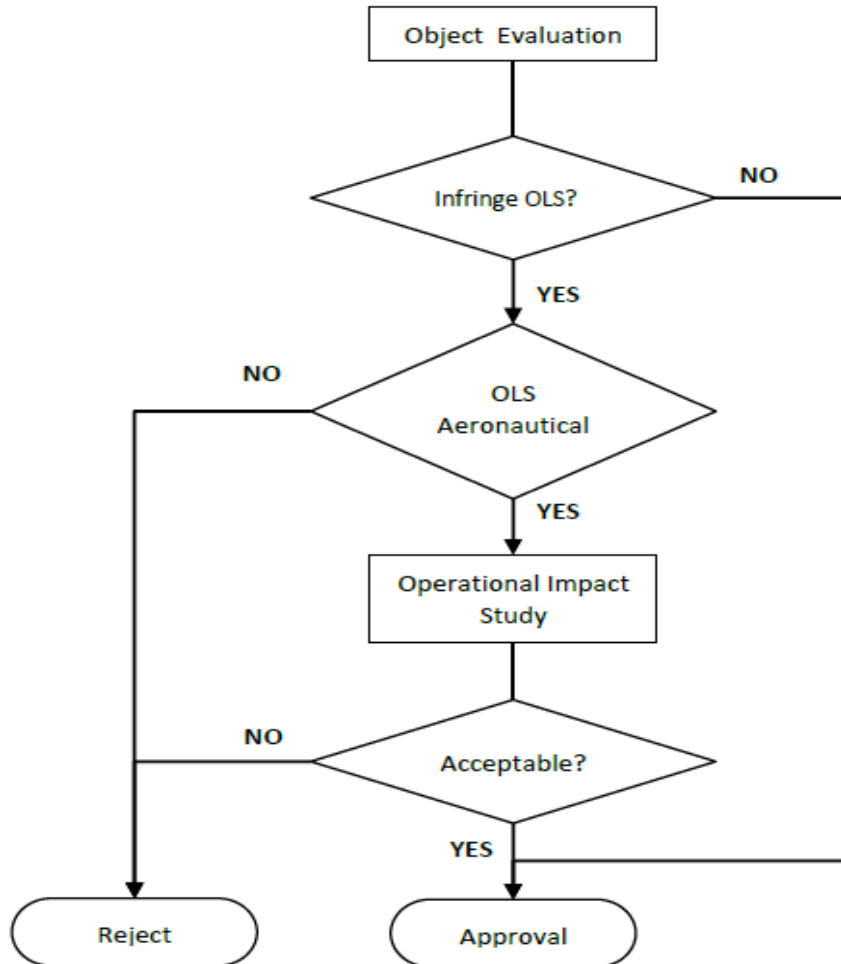 Object Evaluation
Infringe OLS?
NO
YES
NO
OLS
Aeronautical
YES
Operational Impact
Study
NO
Acceptable?
YES
Reject
Approval